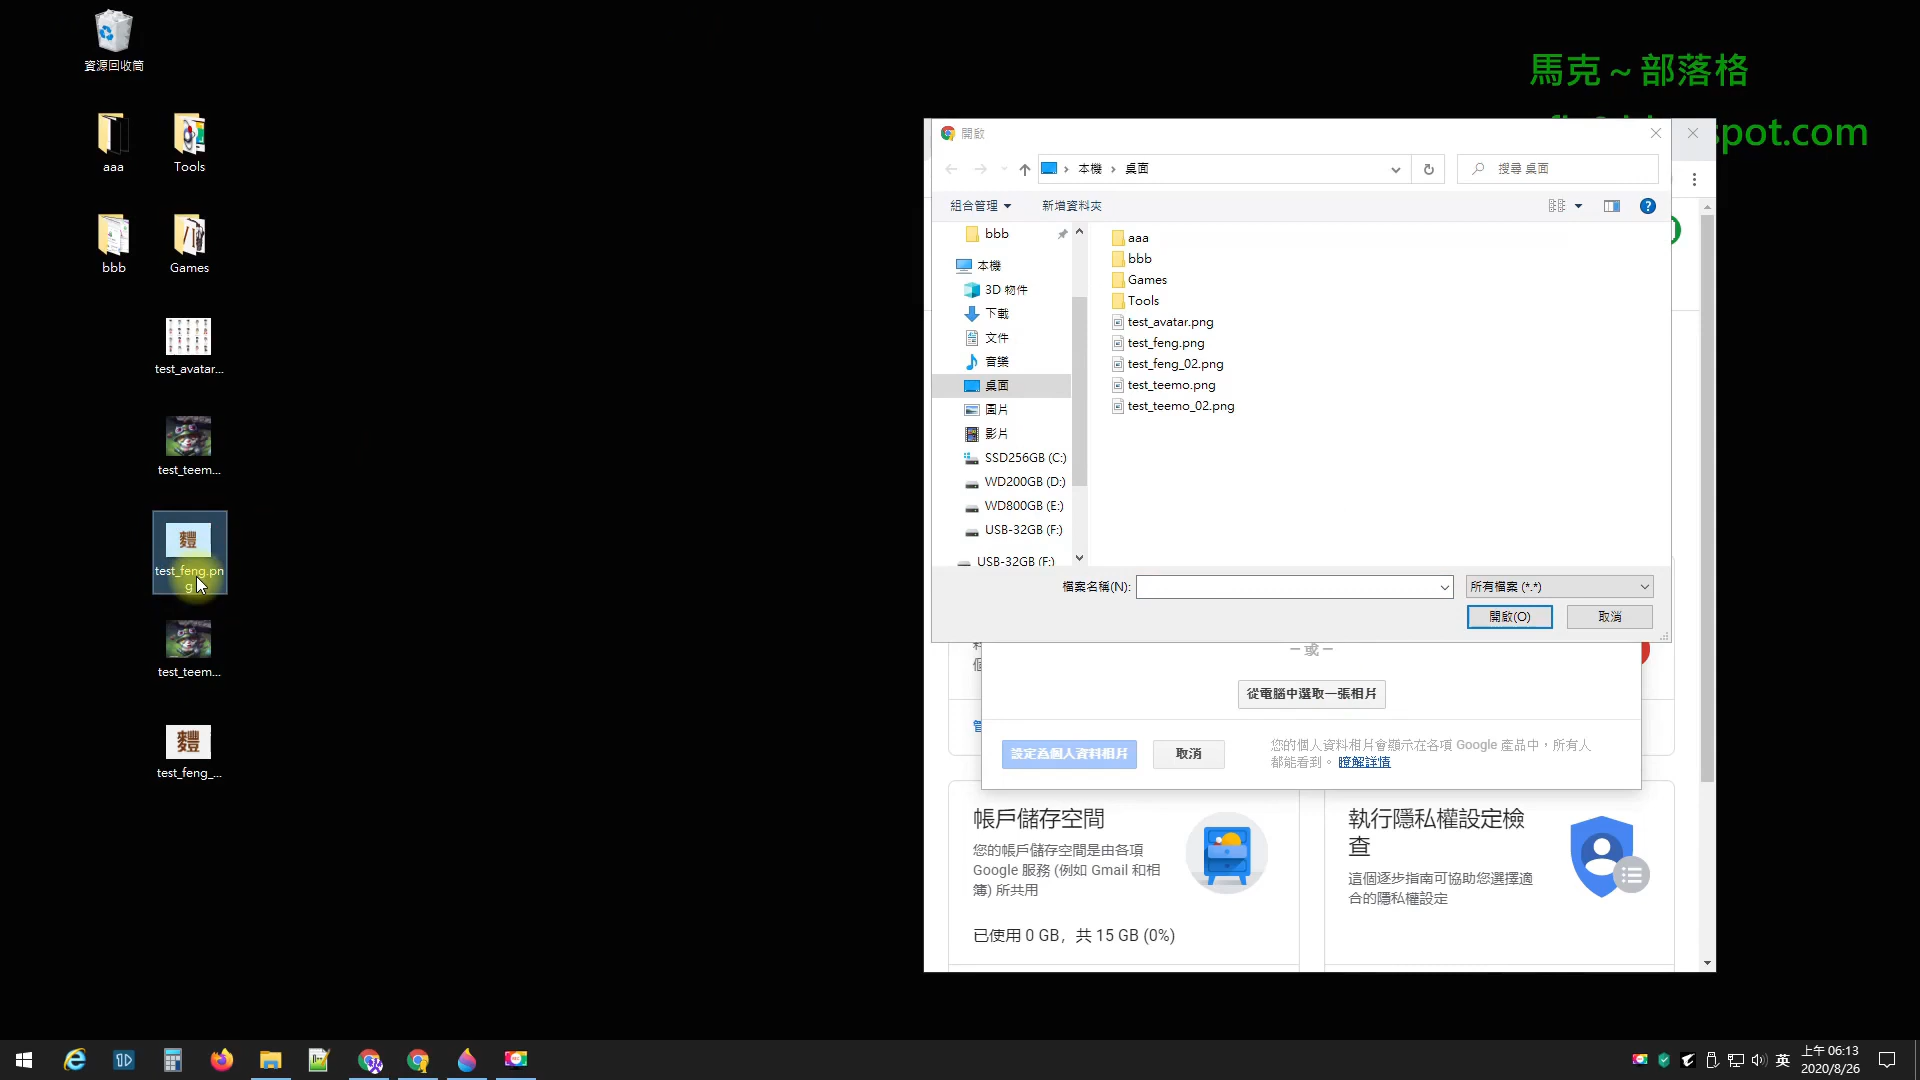 資源回收筒
aaa
Tools
bbb
Games
test_avatar...
test_teem...
麷
test_feng.pn
g
test_teem...
麷
test_feng_...
馬克～部落格
spot.com
開啟
本機
桌面
搜尋 桌面
組合管理
新增資料夾
bbb
本機
3D 物件
下載
文件
音樂
桌面
圖片
影片
SSD256GB (C:)
WD200GB (D:)
WD800GB (E:)
USB-32GB (F:)
USB-32GB (F:)
aaa
bbb
Games
Tools
test_avatar.png
test_feng.png
test_feng_02.png
test_teemo.png
test_teemo_02.png
檔案名稱(N):
所有檔案 (*.*)
開啟(O)
取消
– 或 –
從電腦中選取一張相片
設定為個人資料相片
取消
您的個人資料相片會顯示在各項 Google 產品中，所有人
都能看到。 瞭解詳情
帳戶儲存空間
您的帳戶儲存空間是由各項
Google 服務 (例如 Gmail 和相
簿) 所共用
已使用 0 GB，共 15 GB (0%)
執行隱私權設定檢
查
這個逐步指南可協助您選擇適
合的隱私權設定
英
上午 06:13
2020/8/26